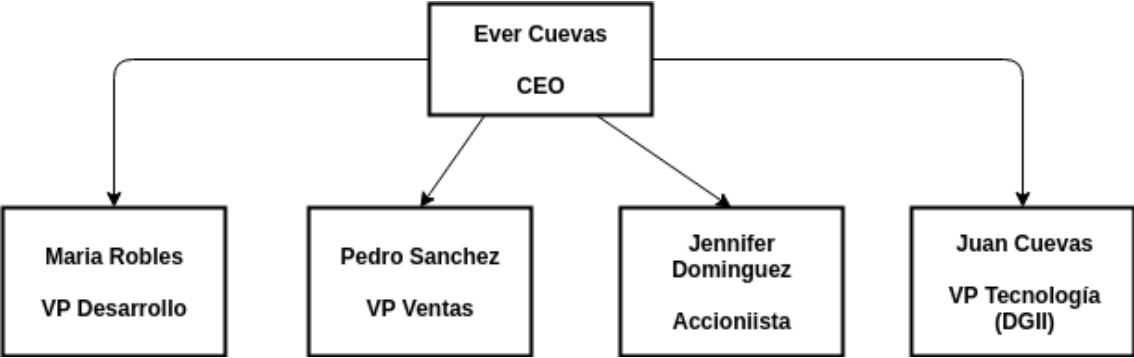 Ever Cuevas
CEO
Maria Robles
VP Desarrollo
Pedro Sanchez
VP Ventas
Jennifer
Dominguez
Accioniista
Juan Cuevas
VP Tecnología
(DGII)